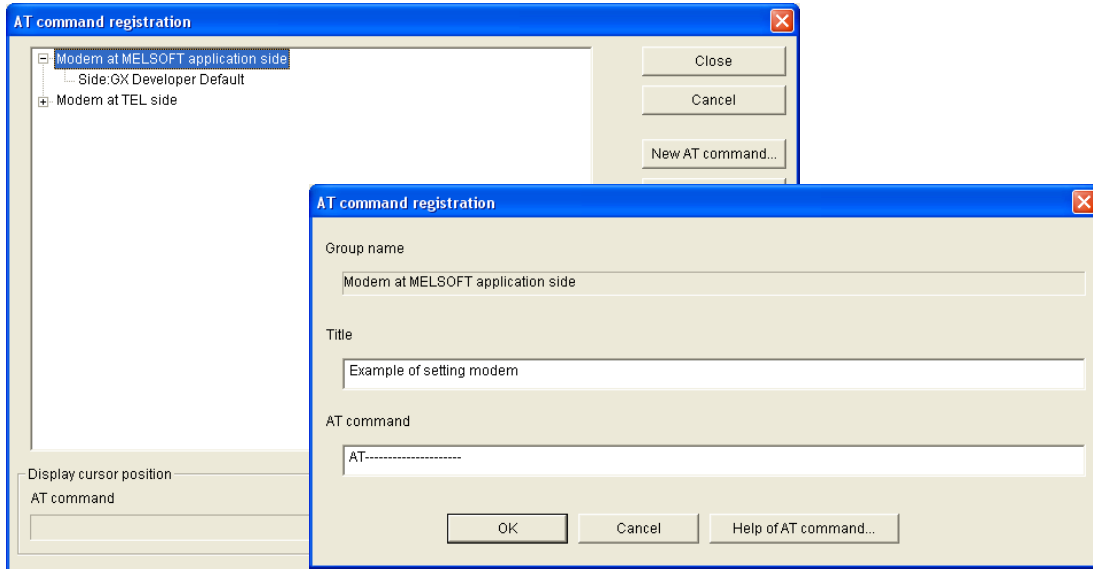 AT command registration
Modem at MELSOFT application side
Side:GX Developer Default
Modem at TEL side
Close
Cancel
New AT command...
Display cursor position
AT command
AT command registration
Group name
Modem at MELSOFT application side
Title
Example of setting modem
AT command
AT---------------------
OK
Cancel
Help of AT command...